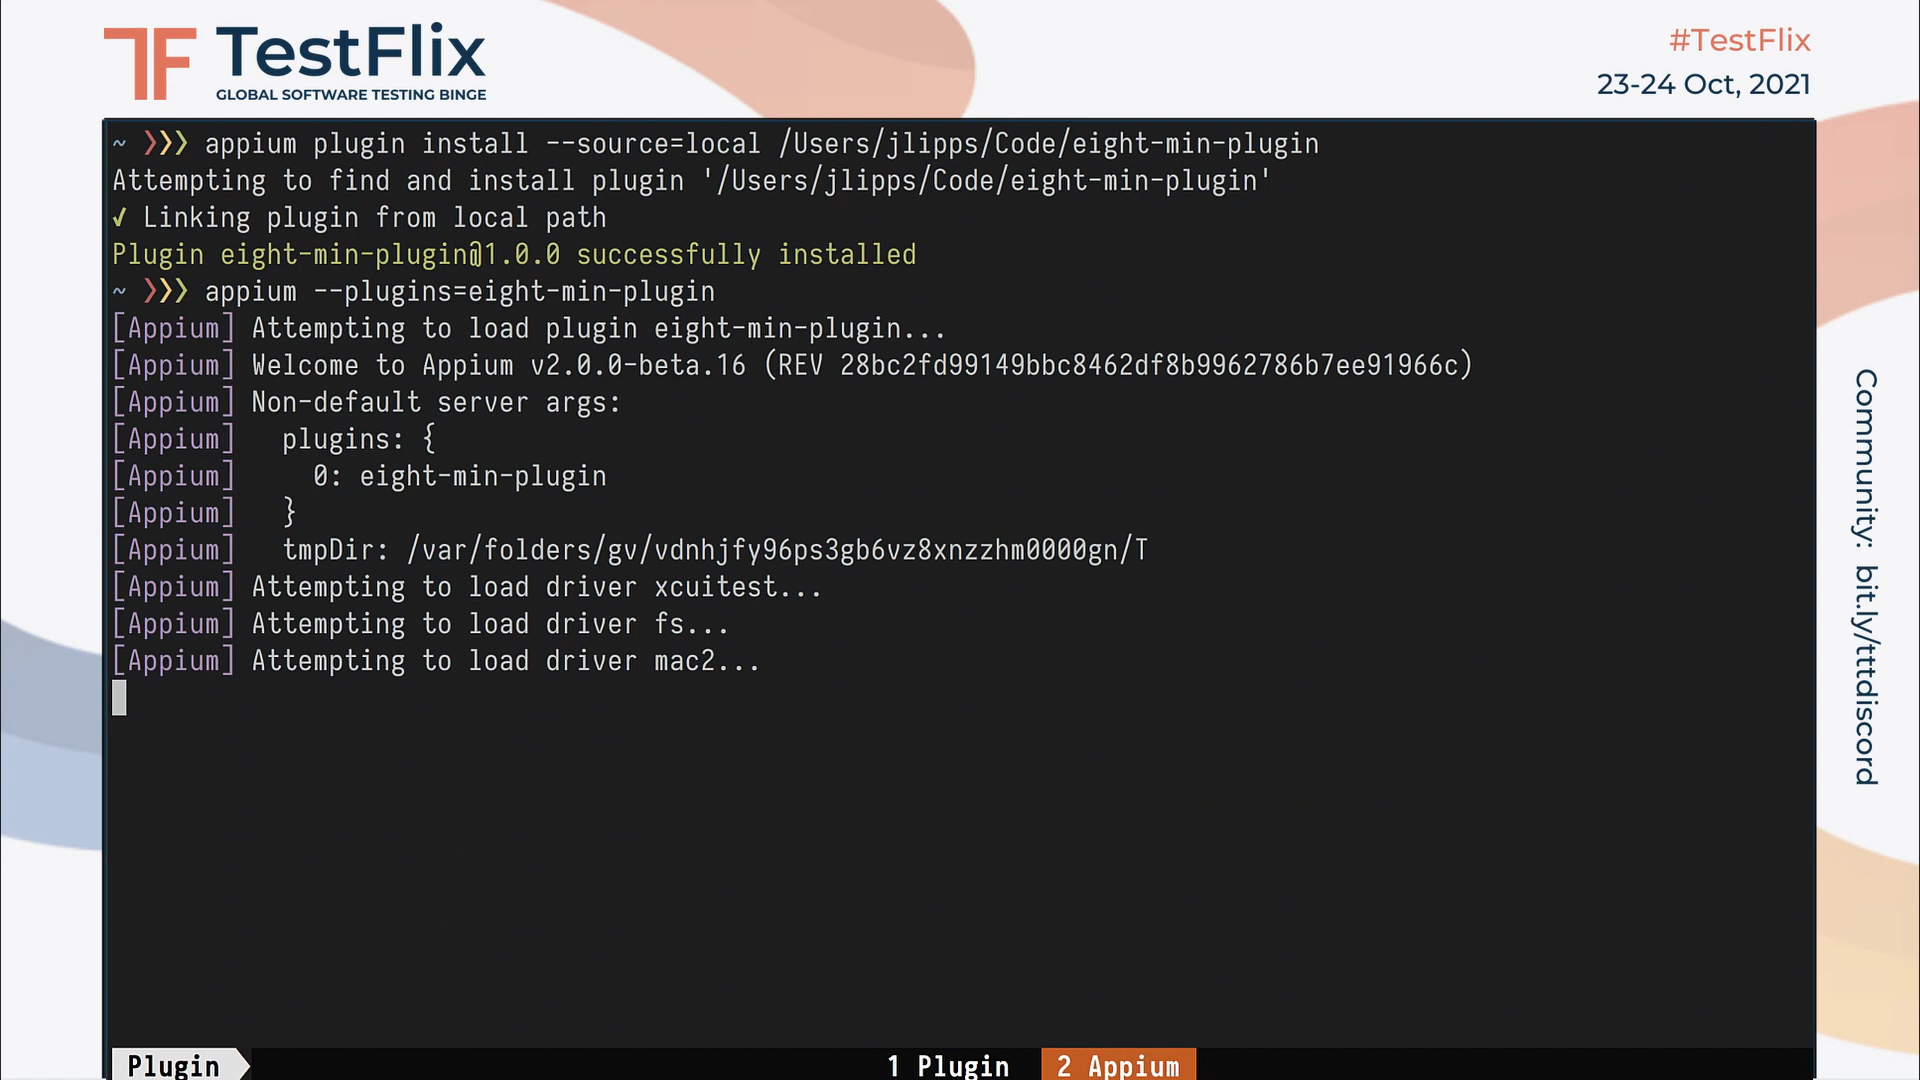 TF TestFlix
GLOBAL SOFTWARE TESTING BINGE
#TestFlix
23-24 Oct, 2021
~ ❯❯❯ appium plugin install --source=local /Users/jlipps/Code/eight-min-plugin
Attempting to find and install plugin '/Users/jlipps/Code/eight-min-plugin'
✓ Linking plugin from local path
Plugin eight-min-plugin@1.0.0 successfully installed
~ ❯❯❯ appium --plugins=eight-min-plugin
[Appium] Attempting to load plugin eight-min-plugin...
[Appium] Welcome to Appium v2.0.0-beta.16 (REV 28bc2fd99149bbc8462df8b9962786b7ee91966c)
[Appium] Non-default server args:
[Appium]   plugins: {
[Appium]     0: eight-min-plugin
[Appium]   }
[Appium]   tmpDir: /var/folders/gv/vdnhjfy96ps3gb6vz8xnzzhm0000gn/T
[Appium] Attempting to load driver xcuitest...
[Appium] Attempting to load driver fs...
[Appium] Attempting to load driver mac2...
Plugin
1 Plugin
2 Appium
Community: bit.ly/tttdiscord